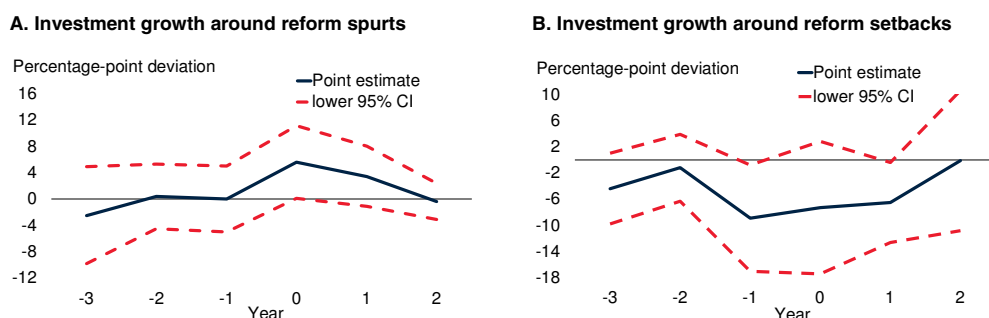 A. Investment growth around reform spurts
Percentage-point deviation
Point estimate
lower 95% CI
16
12
8
4
0
-4
-8
-12
-3 -2 -1 0 1 2
Year
B. Investment growth around reform setbacks
Percentage-point deviation
Point estimate
lower 95% CI
10
6
2
-2
-6
-10
-14
-18
-3 -2 -1 0 1 2
Year